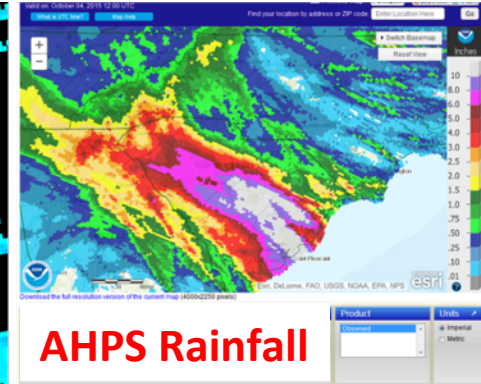 Valid on: October 04, 2015 12:00 UTC
What is UTC time? Map Help
Find your location by address or ZIP code: Enter Location Here Go
Switch Basemap
Reset View
Inches
+
−
10
8.0
6.0
5.0
4.0
3.0
2.5
2.0
1.5
1.0
.75
.50
.25
.10
.01
Esri, DeLorme, FAO, USGS, NOAA, EPA, NPS esri
Download the full resolution version of the current map (4000x2250 pixels)
Product
Units
Observed
Imperial
Metric
AHPS Rainfall